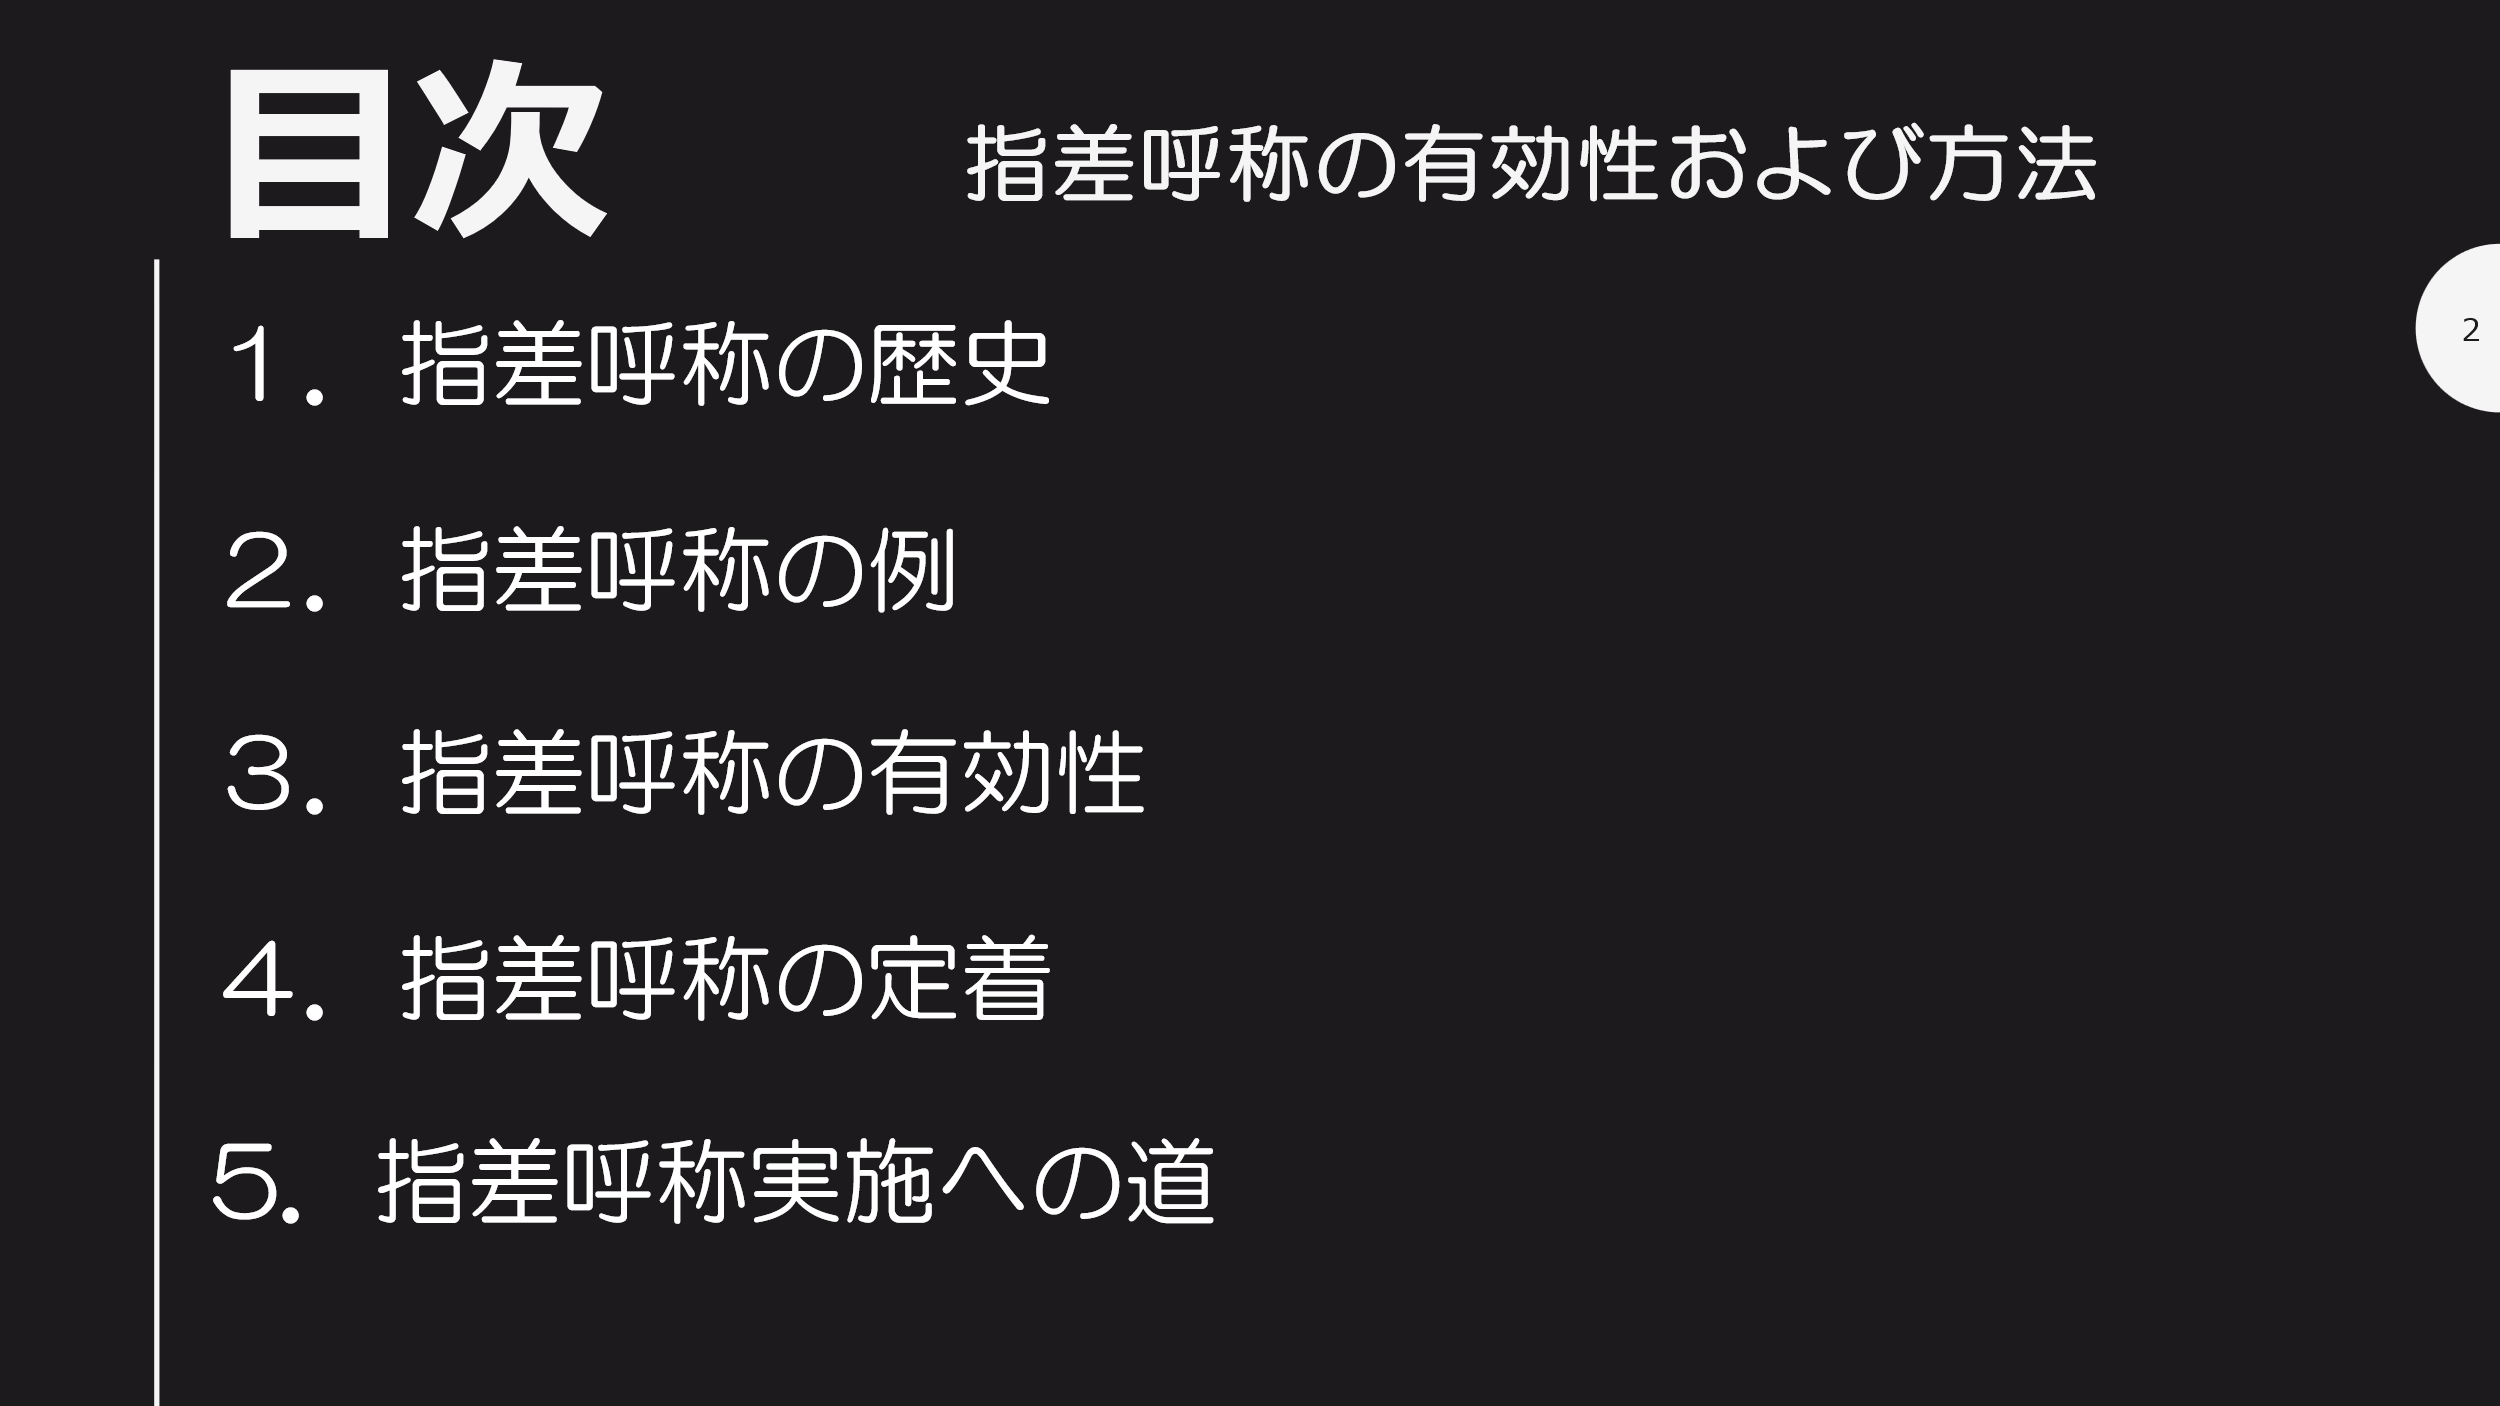 目次
指差呼称の有効性および方法
2
1. 指差呼称の歴史
2. 指差呼称の例
3. 指差呼称の有効性
4. 指差呼称の定着
5. 指差呼称実施への道